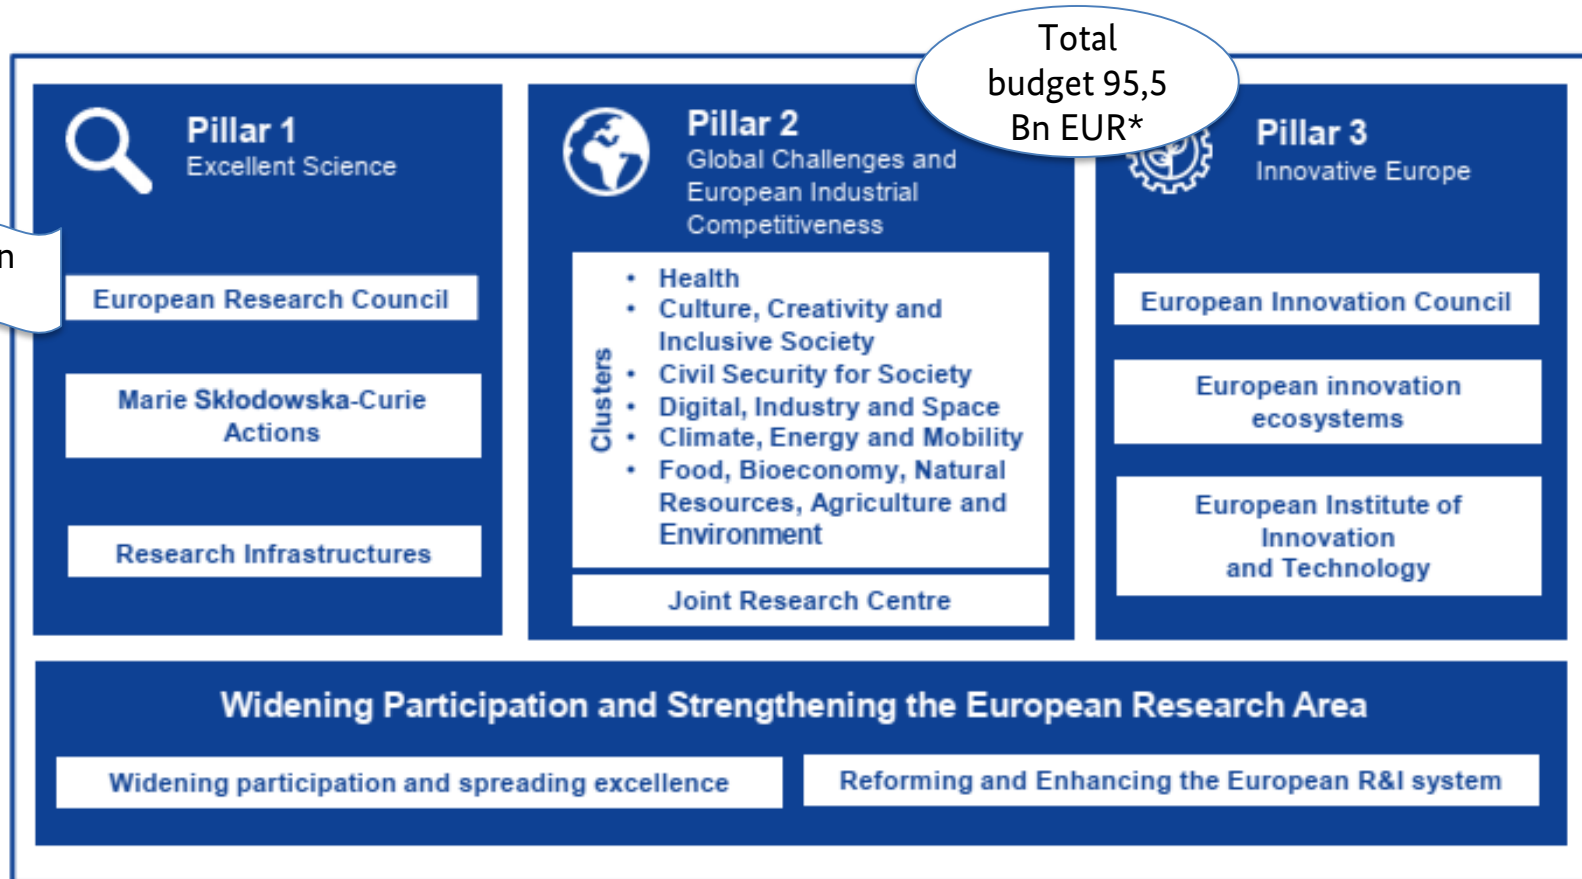 Total
budget 95,5
Bn EUR*
Pillar 1
Excellent Science
European Research Council
Marie Skłodowska-Curie
Actions
Research Infrastructures
Pillar 2
Global Challenges and
European Industrial
Competitiveness
Clusters
• Health
• Culture, Creativity and
Inclusive Society
• Civil Security for Society
• Digital, Industry and Space
• Climate, Energy and Mobility
• Food, Bioeconomy, Natural
Resources, Agriculture and
Environment
Joint Research Centre
Pillar 3
Innovative Europe
European Innovation Council
European innovation
ecosystems
European Institute of
Innovation
and Technology
Widening Participation and Strengthening the European Research Area
Widening participation and spreading excellence
Reforming and Enhancing the European R&I system